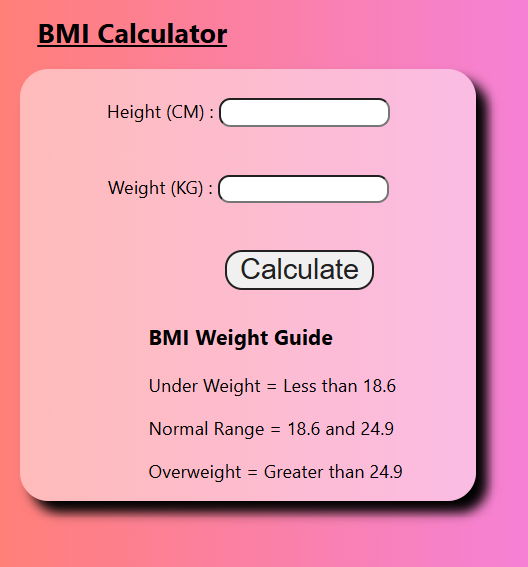 BMI Calculator
Height (CM) :
Weight (KG) :
Calculate
BMI Weight Guide
Under Weight = Less than 18.6
Normal Range = 18.6 and 24.9
Overweight = Greater than 24.9